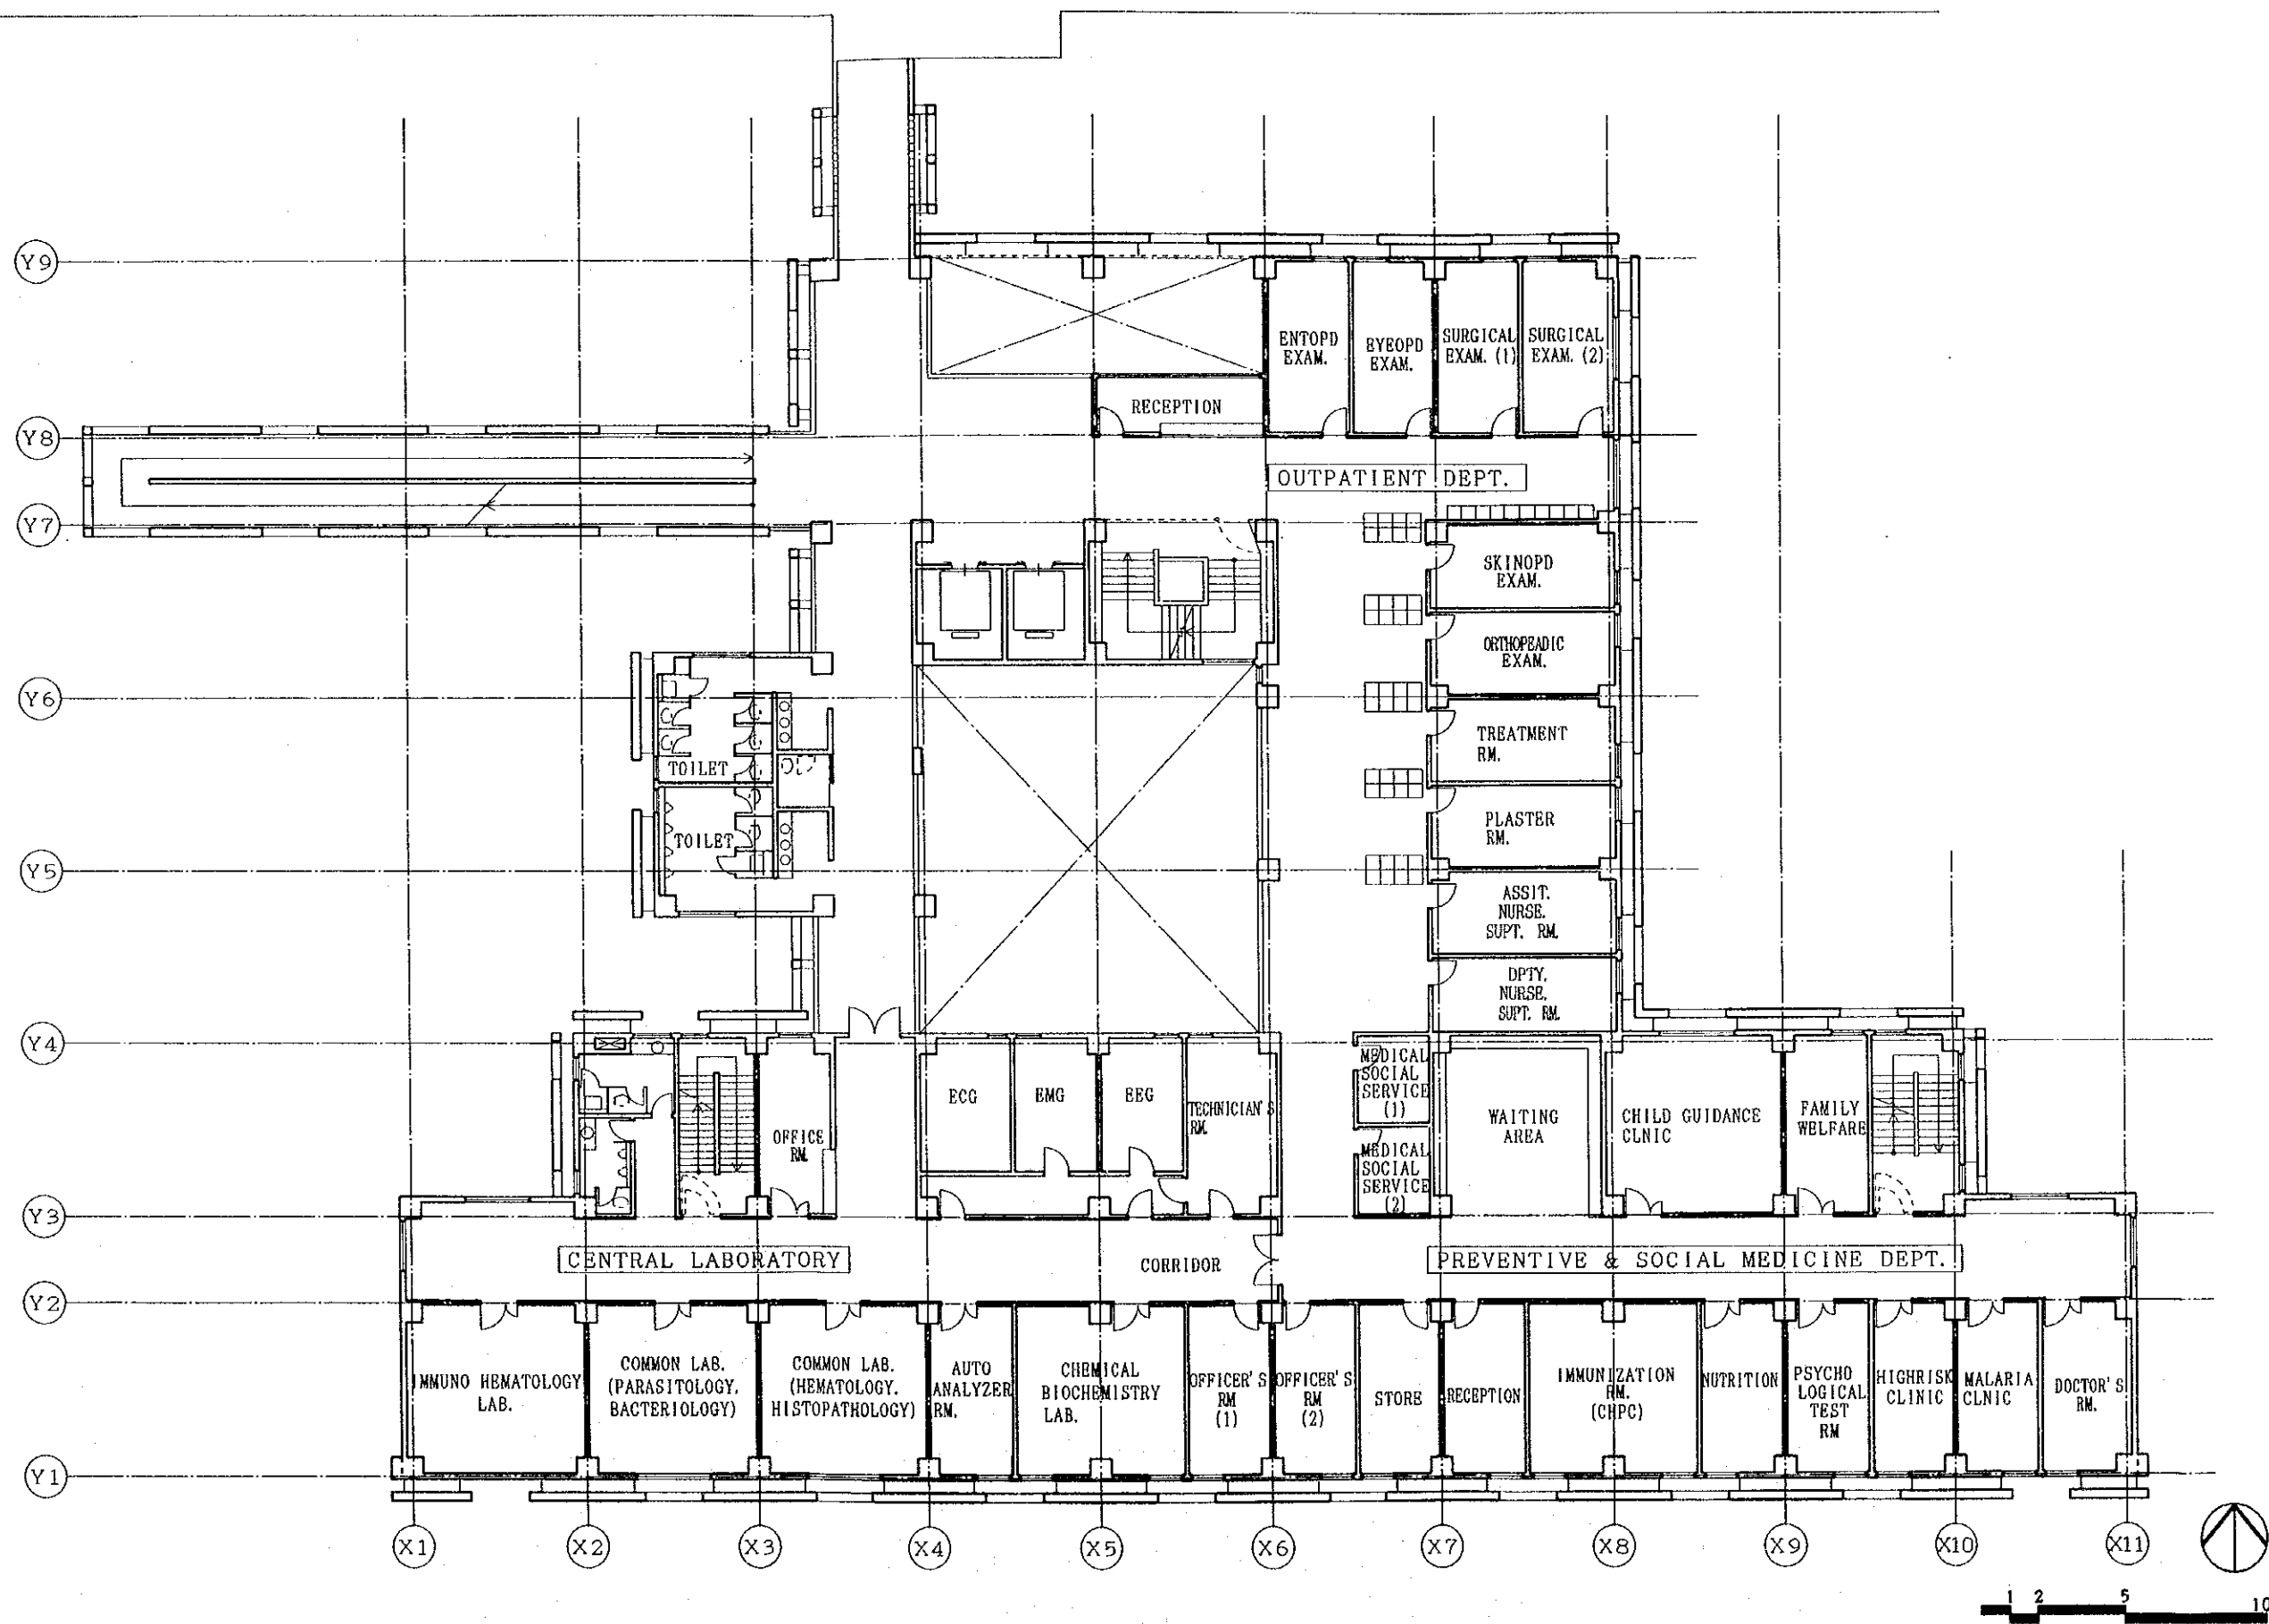 Y9
ENTOPD
EXAM.
BYEOPD
EXAM.
SURGICAL
EXAM. (1)
SURGICAL
EXAM. (2)
RECEPTION
Y8
OUTPATIENT DEPT.
Y7
SKINOPD
EXAM.
ORTHOPEADIC
EXAM.
Y6
TREATMENT
RM.
TOILET
PLASTER
RM.
TOILET
Y5
ASSIT.
NURSE.
SUPT. RM.
DPTY.
NURSE.
SUPT. RM.
Y4
ECG
EMG
EEG
TECHNICIAN'S
RM.
OFFICE
RM.
MEDICAL
SOCIAL
SERVICE
(1)
MEDICAL
SOCIAL
SERVICE
(2)
WAITING
AREA
CHILD GUIDANCE
CLNIC
FAMILY
WELFARE
Y3
CENTRAL LABORATORY
CORRIDOR
PREVENTIVE & SOCIAL MEDICINE DEPT.
Y2
IMMUNO HEMATOLOGY
LAB.
COMMON LAB.
(PARASITOLOGY.
BACTERIOLOGY)
COMMON LAB.
(HEMATOLOGY.
HISTOPATHOLOGY)
AUTO
ANALYZER
RM.
CHEMICAL
BIOCHEMISTRY
LAB.
OFFICER'S
RM
(1)
OFFICER'S
RM
(2)
STORE
RECEPTION
IMMUNIZATION
RM.
(CHPC)
NUTRITION
PSYCHO
LOGICAL
TEST
RM
HIGHRISK
CLINIC
MALARIA
CLNIC
DOCTOR'S
RM.
Y1
X1
X2
X3
X4
X5
X6
X7
X8
X9
X10
X11
1 2 5 10